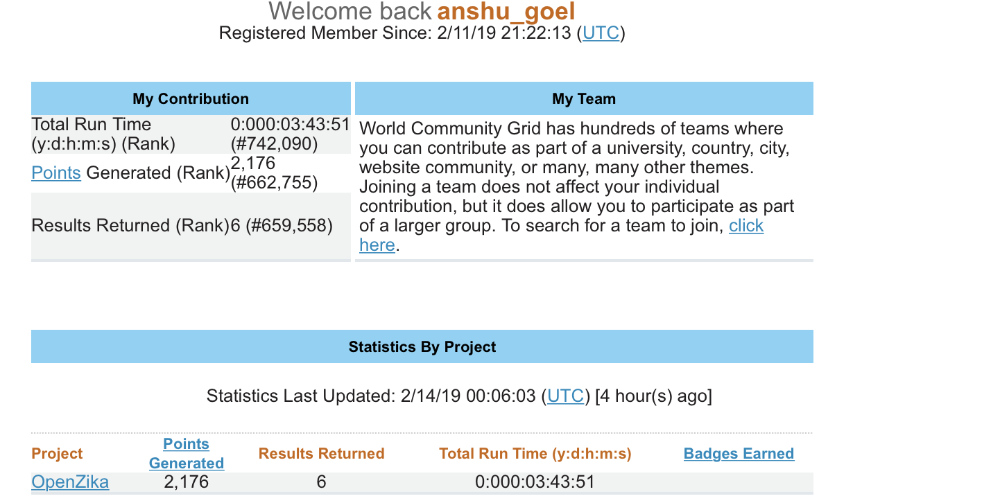 Welcome back anshu_goel
Registered Member Since: 2/11/19 21:22:13 (UTC)
My Contribution
Total Run Time
(y:d:h:m:s) (Rank)
0:000:03:43:51
(#742,090)
Points Generated (Rank)
2,176
(#662,755)
Results Returned (Rank) 6 (#659,558)
My Team
World Community Grid has hundreds of teams where
you can contribute as part of a university, country, city,
website community, or many, many other themes.
Joining a team does not affect your individual
contribution, but it does allow you to participate as part
of a larger group. To search for a team to join, click
here.
Statistics By Project
Statistics Last Updated: 2/14/19 00:06:03 (UTC) [4 hour(s) ago]
Project
Points
Generated
Results Returned
Total Run Time (y:d:h:m:s)
Badges Earned
OpenZika 2,176 6 0:000:03:43:51